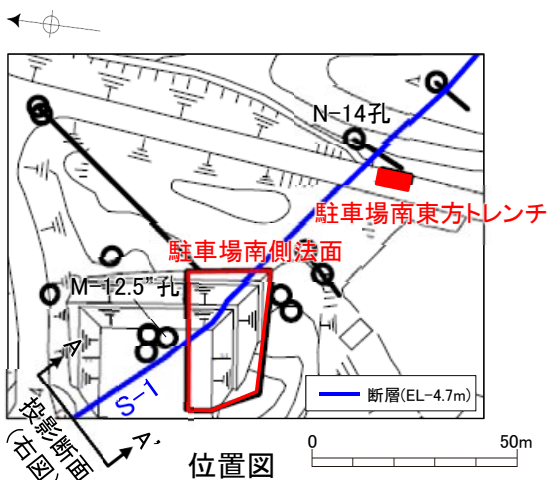 N-14孔
駐車場南東方トレンチ
駐車場南側法面
M-12.5”孔
A
S-1
断層(EL-4.7m)
投影断面
(右図)
A’
位置図
0
50m